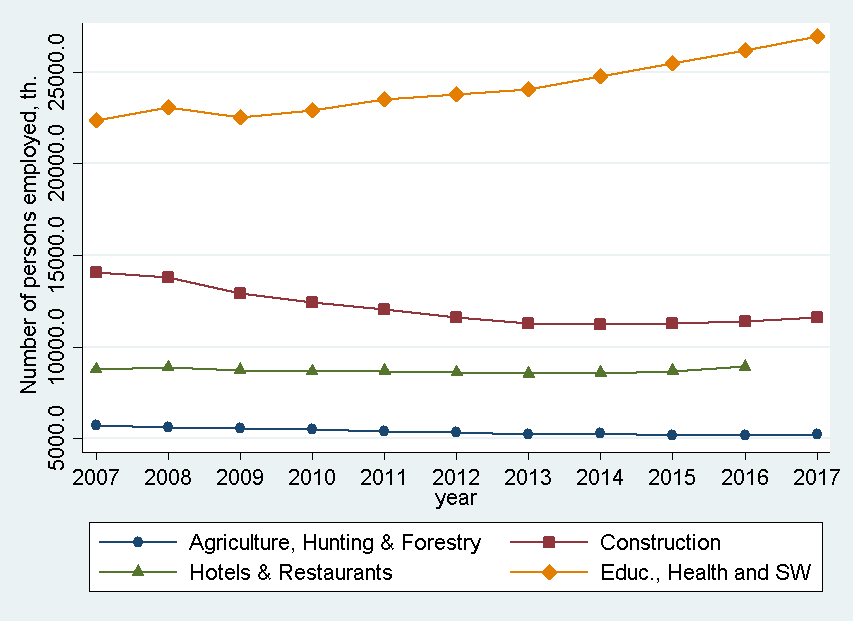 Number of persons employed, th.
25000.0
20000.0
15000.0
10000.0
5000.0
2007 2008 2009 2010 2011 2012 2013 2014 2015 2016 2017
year
Agriculture, Hunting & Forestry Construction
Hotels & Restaurants Educ., Health and SW